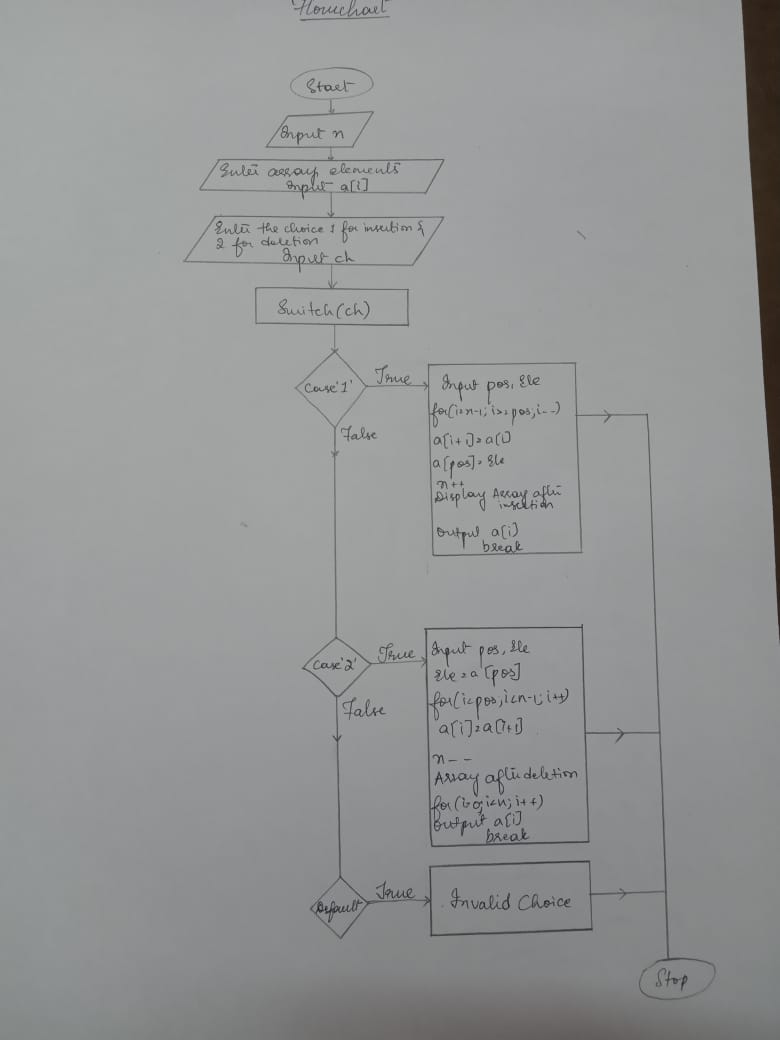 Flowchart
Start
Input n
Enter array elements
Input a[i]
Enter the choice 1 for insertion &
2 for deletion
Input ch
Switch(ch)
Case '1'
True
False
Input pos, Ele
for(i=n-1; i>=pos; i--)
a[i+1]=a[i]
a[pos]=Ele
n++
Display Array after
insertion
Output a[i]
break
Case '2'
True
False
Input pos, Ele
Ele=a[pos]
for(i=pos; i<n-1; i++)
a[i]=a[i+1]
n--
Array after deletion
for(i=0; i<n; i++)
Output a[i]
break
Default
True
Invalid Choice
Stop